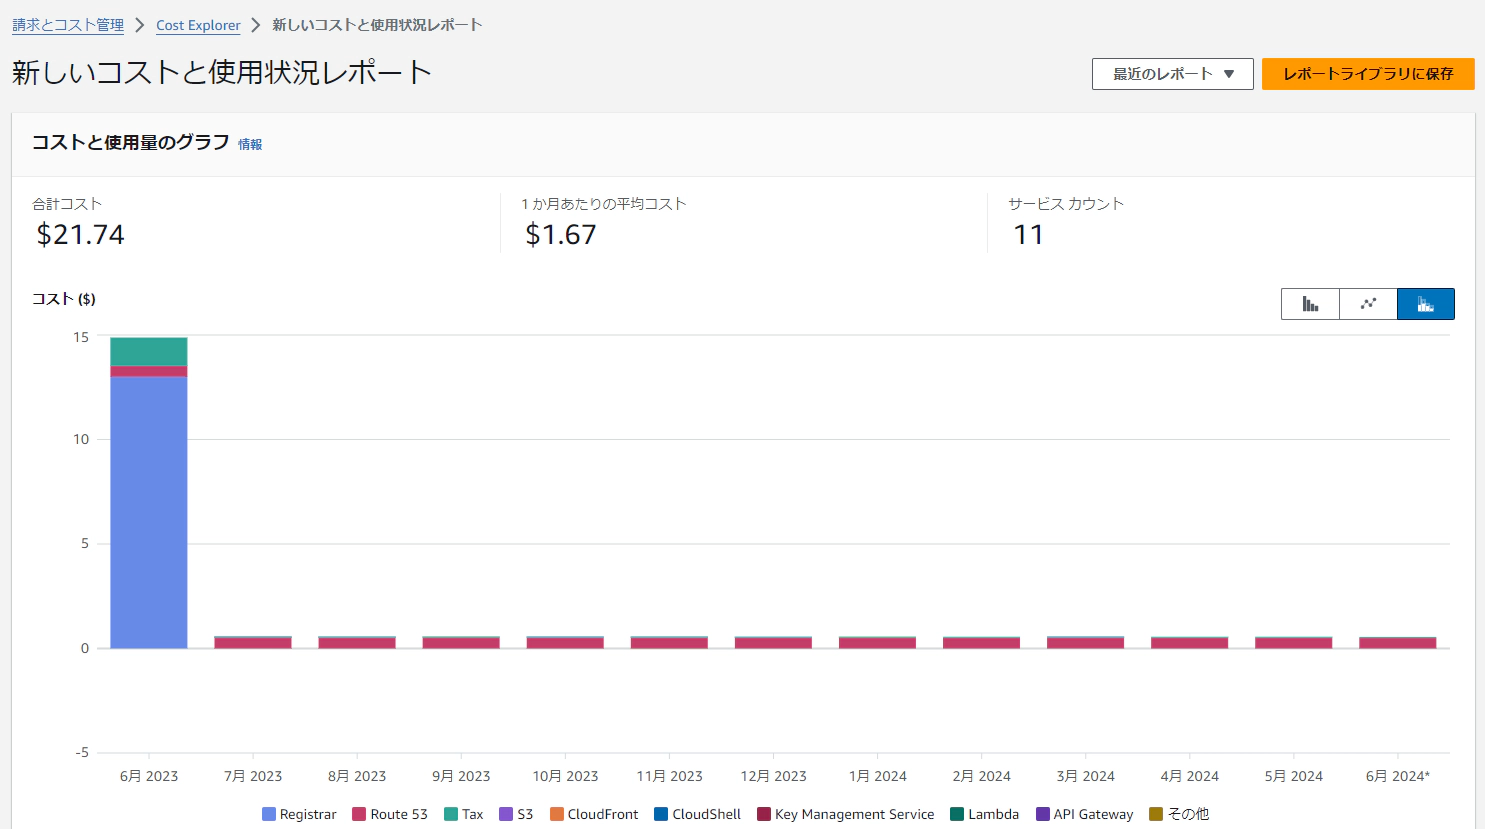 請求とコスト管理 > Cost Explorer > 新しいコストと使用状況レポート
新しいコストと使用状況レポート
最近のレポート ▼ レポートライブラリに保存
コストと使用量のグラフ 情報
合計コスト 1 か月あたりの平均コスト サービス カウント
$21.74 $1.67 11
コスト ($)
15
10
5
0
-5
6月 2023 7月 2023 8月 2023 9月 2023 10月 2023 11月 2023 12月 2023 1月 2024 2月 2024 3月 2024 4月 2024 5月 2024 6月 2024*
Registrar Route 53 Tax S3 CloudFront CloudShell Key Management Service Lambda API Gateway その他